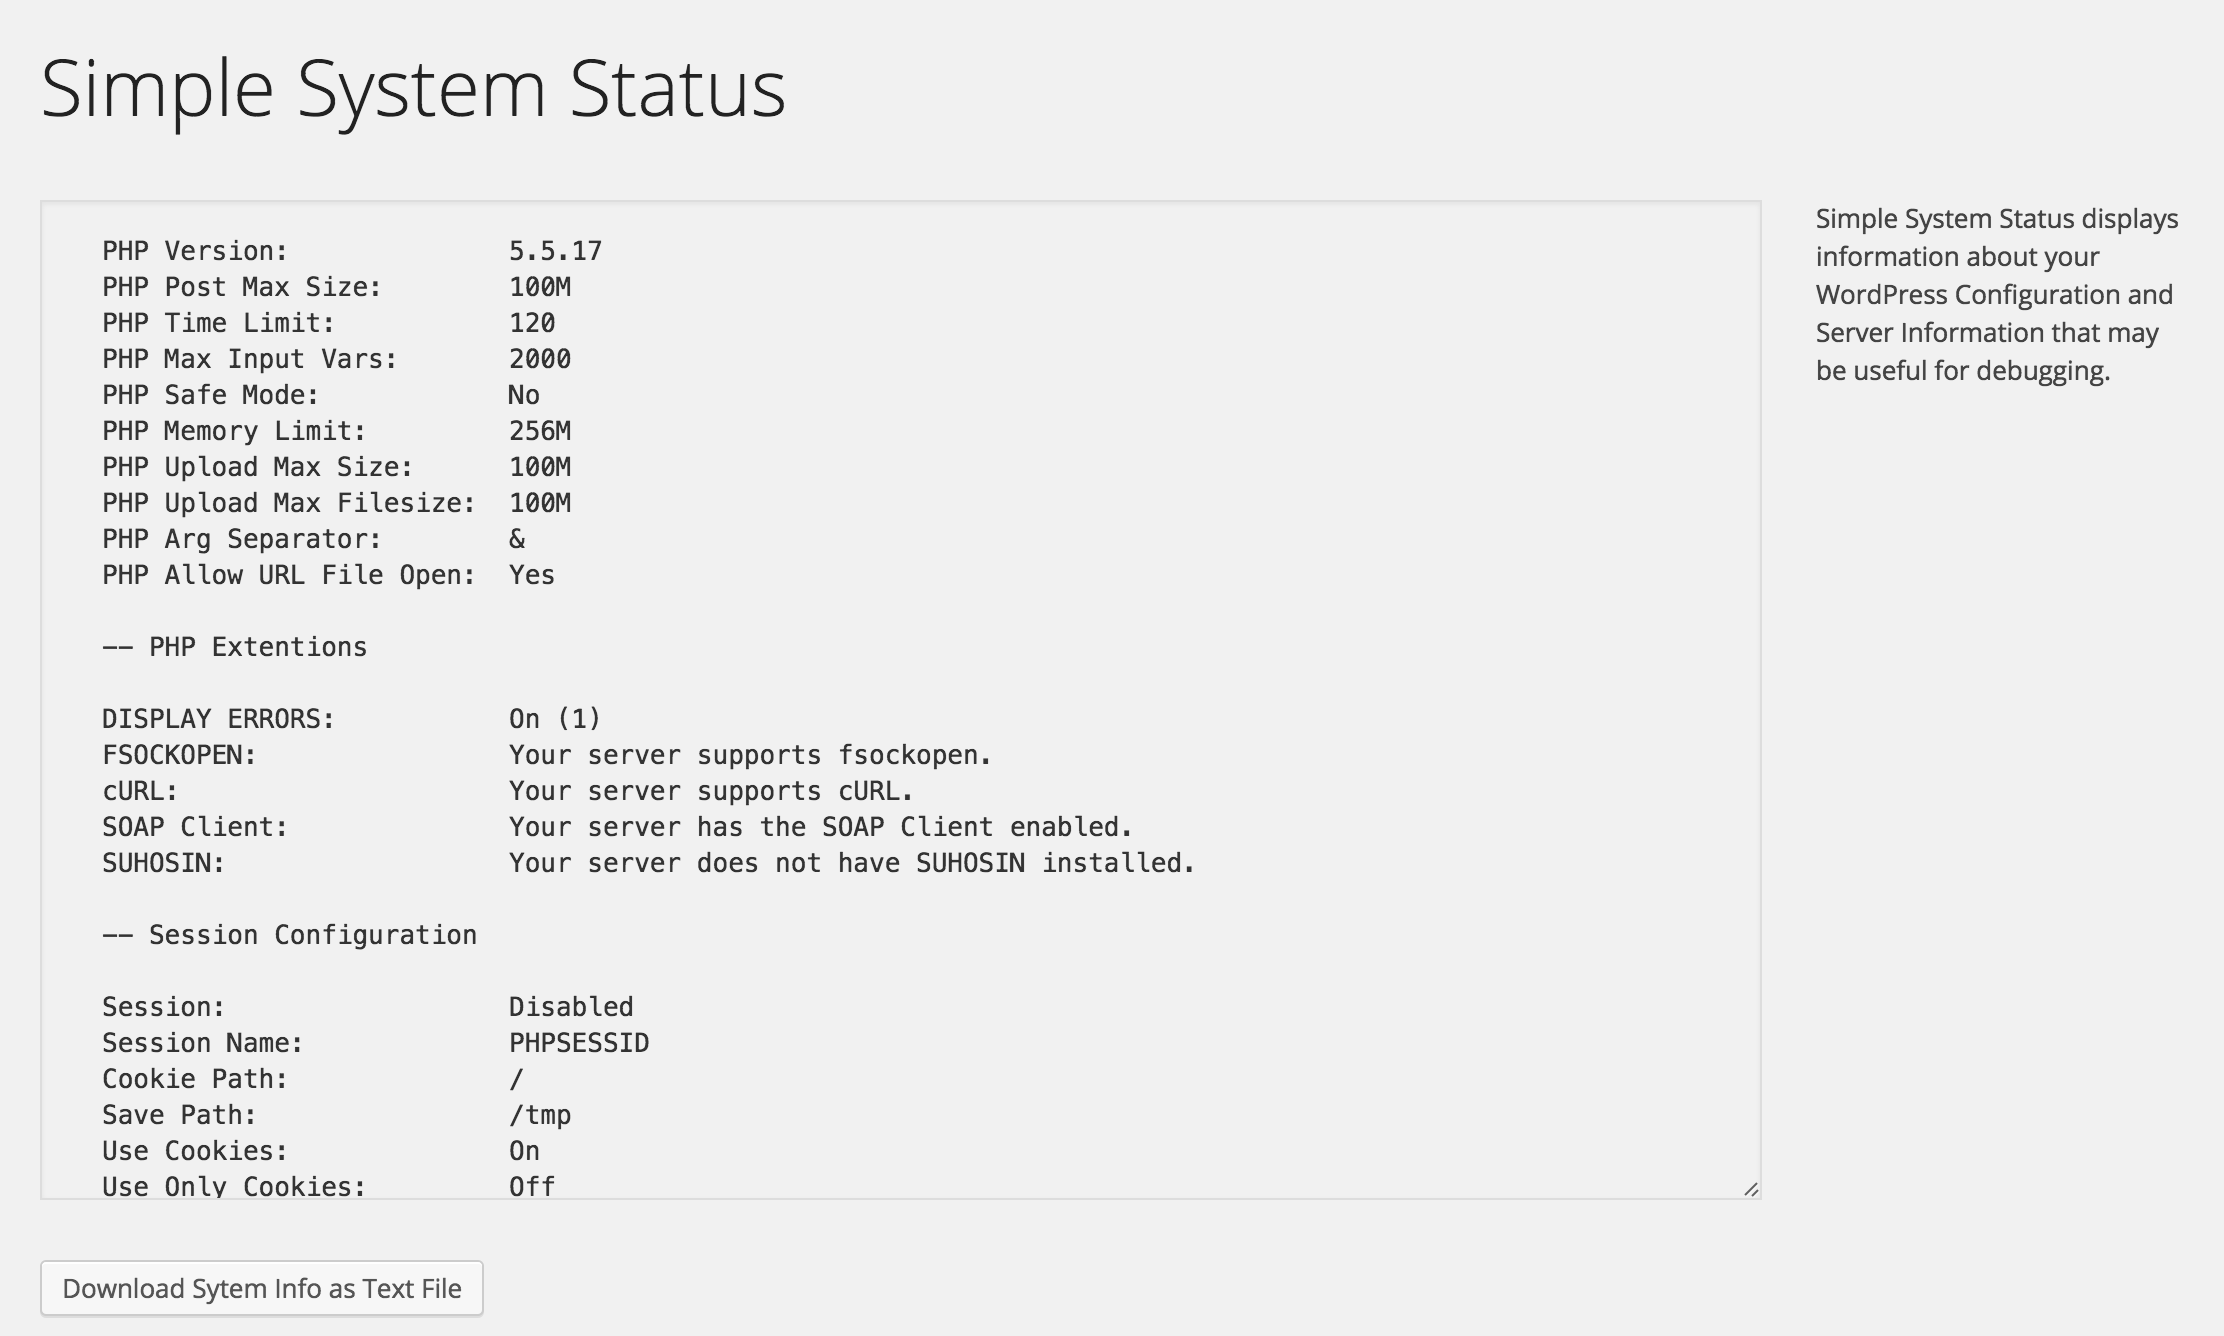 Simple System Status
PHP Version: 5.5.17
PHP Post Max Size: 100M
PHP Time Limit: 120
PHP Max Input Vars: 2000
PHP Safe Mode: No
PHP Memory Limit: 256M
PHP Upload Max Size: 100M
PHP Upload Max Filesize: 100M
PHP Arg Separator: &
PHP Allow URL File Open: Yes
-- PHP Extentions
DISPLAY ERRORS: On (1)
FSOCKOPEN: Your server supports fsockopen.
cURL: Your server supports cURL.
SOAP Client: Your server has the SOAP Client enabled.
SUHOSIN: Your server does not have SUHOSIN installed.
-- Session Configuration
Session: Disabled
Session Name: PHPSESSID
Cookie Path: /
Save Path: /tmp
Use Cookies: On
Use Only Cookies: Off
Simple System Status displays
information about your
WordPress Configuration and
Server Information that may
be useful for debugging.
Download Sytem Info as Text File